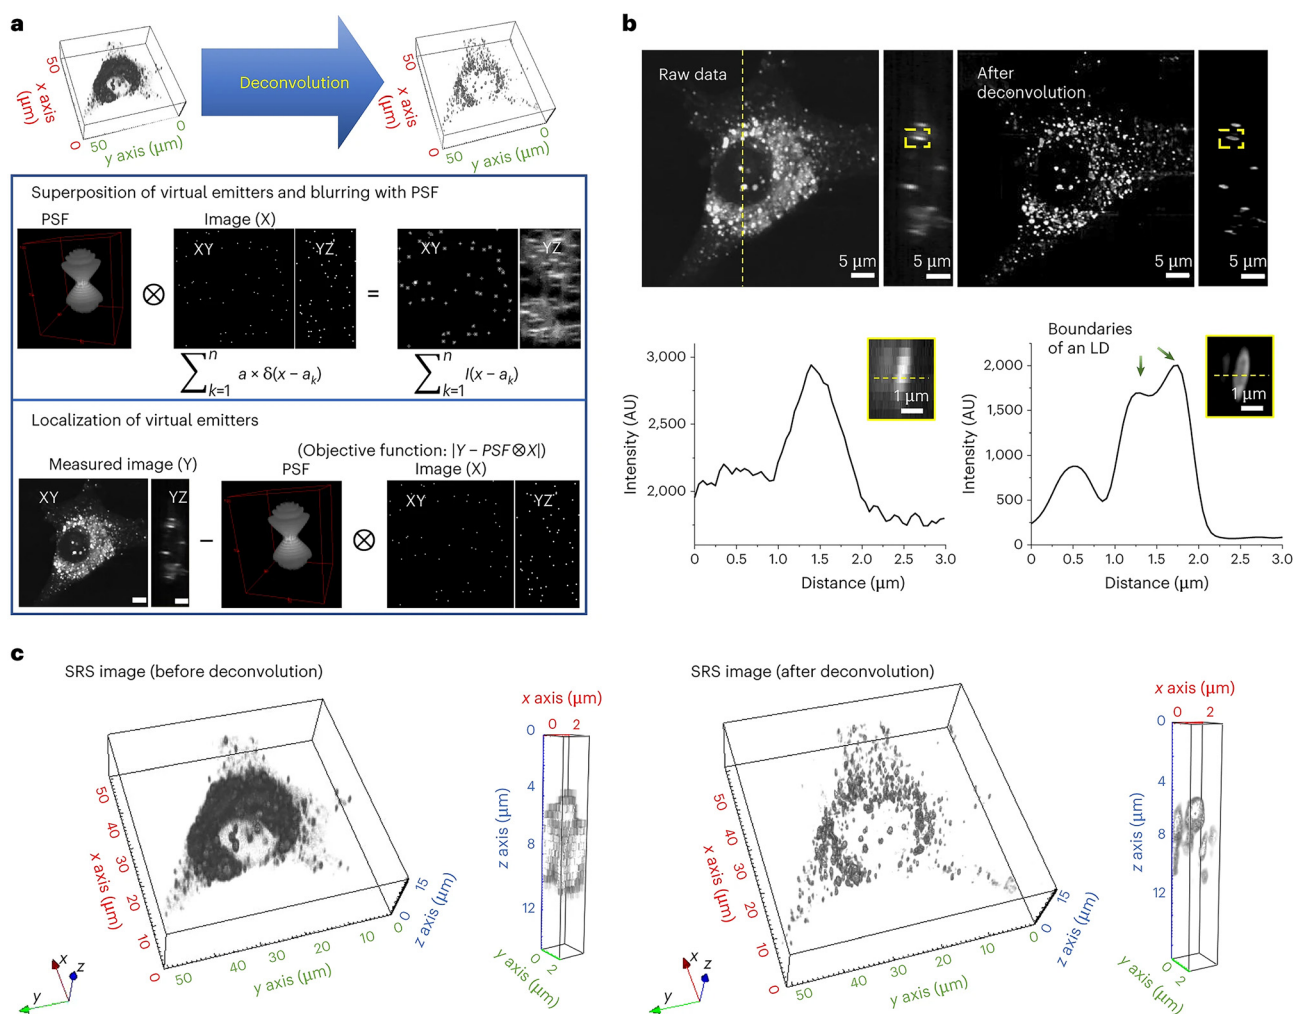 a
50
x axis
(µm)
0
50
y axis (µm)
0
Deconvolution
50
x axis
(µm)
0
50
y axis (µm)
0
Superposition of virtual emitters and blurring with PSF
PSF
Image (X)
XY
YZ
⊗
=
XY
YZ
∑ⁿₖ₌₁ a × δ(x – aₖ)
∑ⁿₖ₌₁ I(x – aₖ)
Localization of virtual emitters
(Objective function: |Y – PSF⊗X|)
Measured image (Y)
PSF
Image (X)
XY
YZ
–
⊗
XY
YZ
b
Raw data
5 µm
5 µm
After
deconvolution
5 µm
5 µm
3,000
2,500
2,000
Intensity (AU)
0
0.5
1.0
1.5
2.0
2.5
3.0
Distance (µm)
1 µm
Boundaries
of an LD
2,000
1,500
1,000
500
0
Intensity (AU)
0
0.5
1.0
1.5
2.0
2.5
3.0
Distance (µm)
1 µm
c
SRS image (before deconvolution)
50
40
30
20
10
0
x axis (µm)
50
40
30
20
10
0
y axis (µm)
0
15
z axis (µm)
x
z
y
x axis (µm)
0
2
0
4
8
12
z axis (µm)
0
2
y axis (µm)
SRS image (after deconvolution)
50
40
30
20
10
0
x axis (µm)
50
40
30
20
10
0
y axis (µm)
0
15
z axis (µm)
x
z
y
x axis (µm)
0
2
0
4
8
12
z axis (µm)
0
2
y axis (µm)